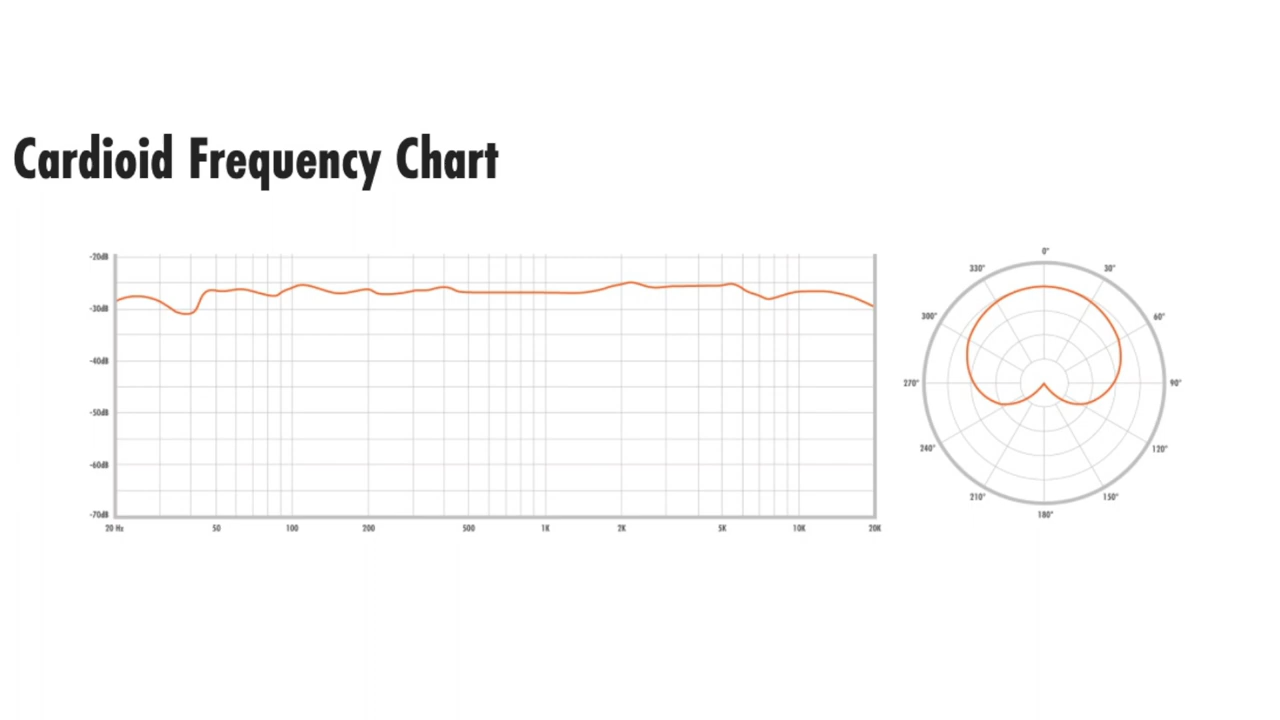 Cardioid Frequency Chart
-20dB
-30dB
-40dB
-50dB
-60dB
-70dB
20 Hz 50 100 200 500 1K 2K 5K 10K 20K
0°
330° 30°
300° 60°
270° 90°
240° 120°
210° 150°
180°